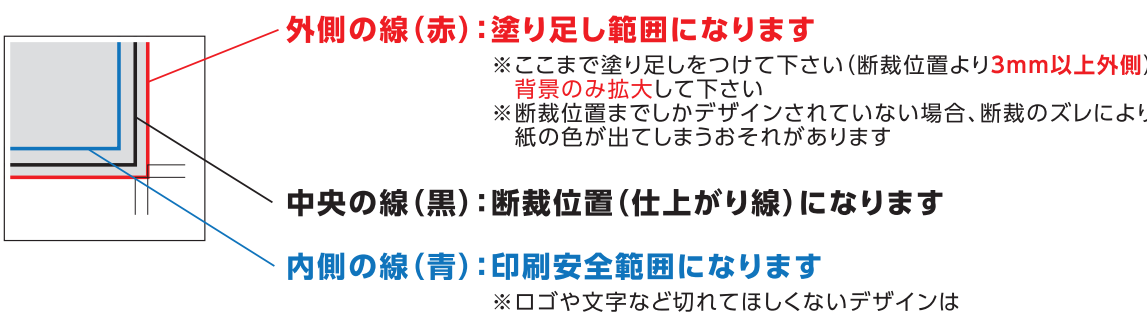 外側の線（赤）：塗り足し範囲になります
※ここまで塗り足しをつけて下さい（断裁位置より3mm以上外側）
背景のみ拡大して下さい
※断裁位置までしかデザインされていない場合、断裁のズレにより
紙の色が出てしまうおそれがあります
中央の線（黒）：断裁位置（仕上がり線）になります
内側の線（青）：印刷安全範囲になります
※ロゴや文字など切れてほしくないデザインは